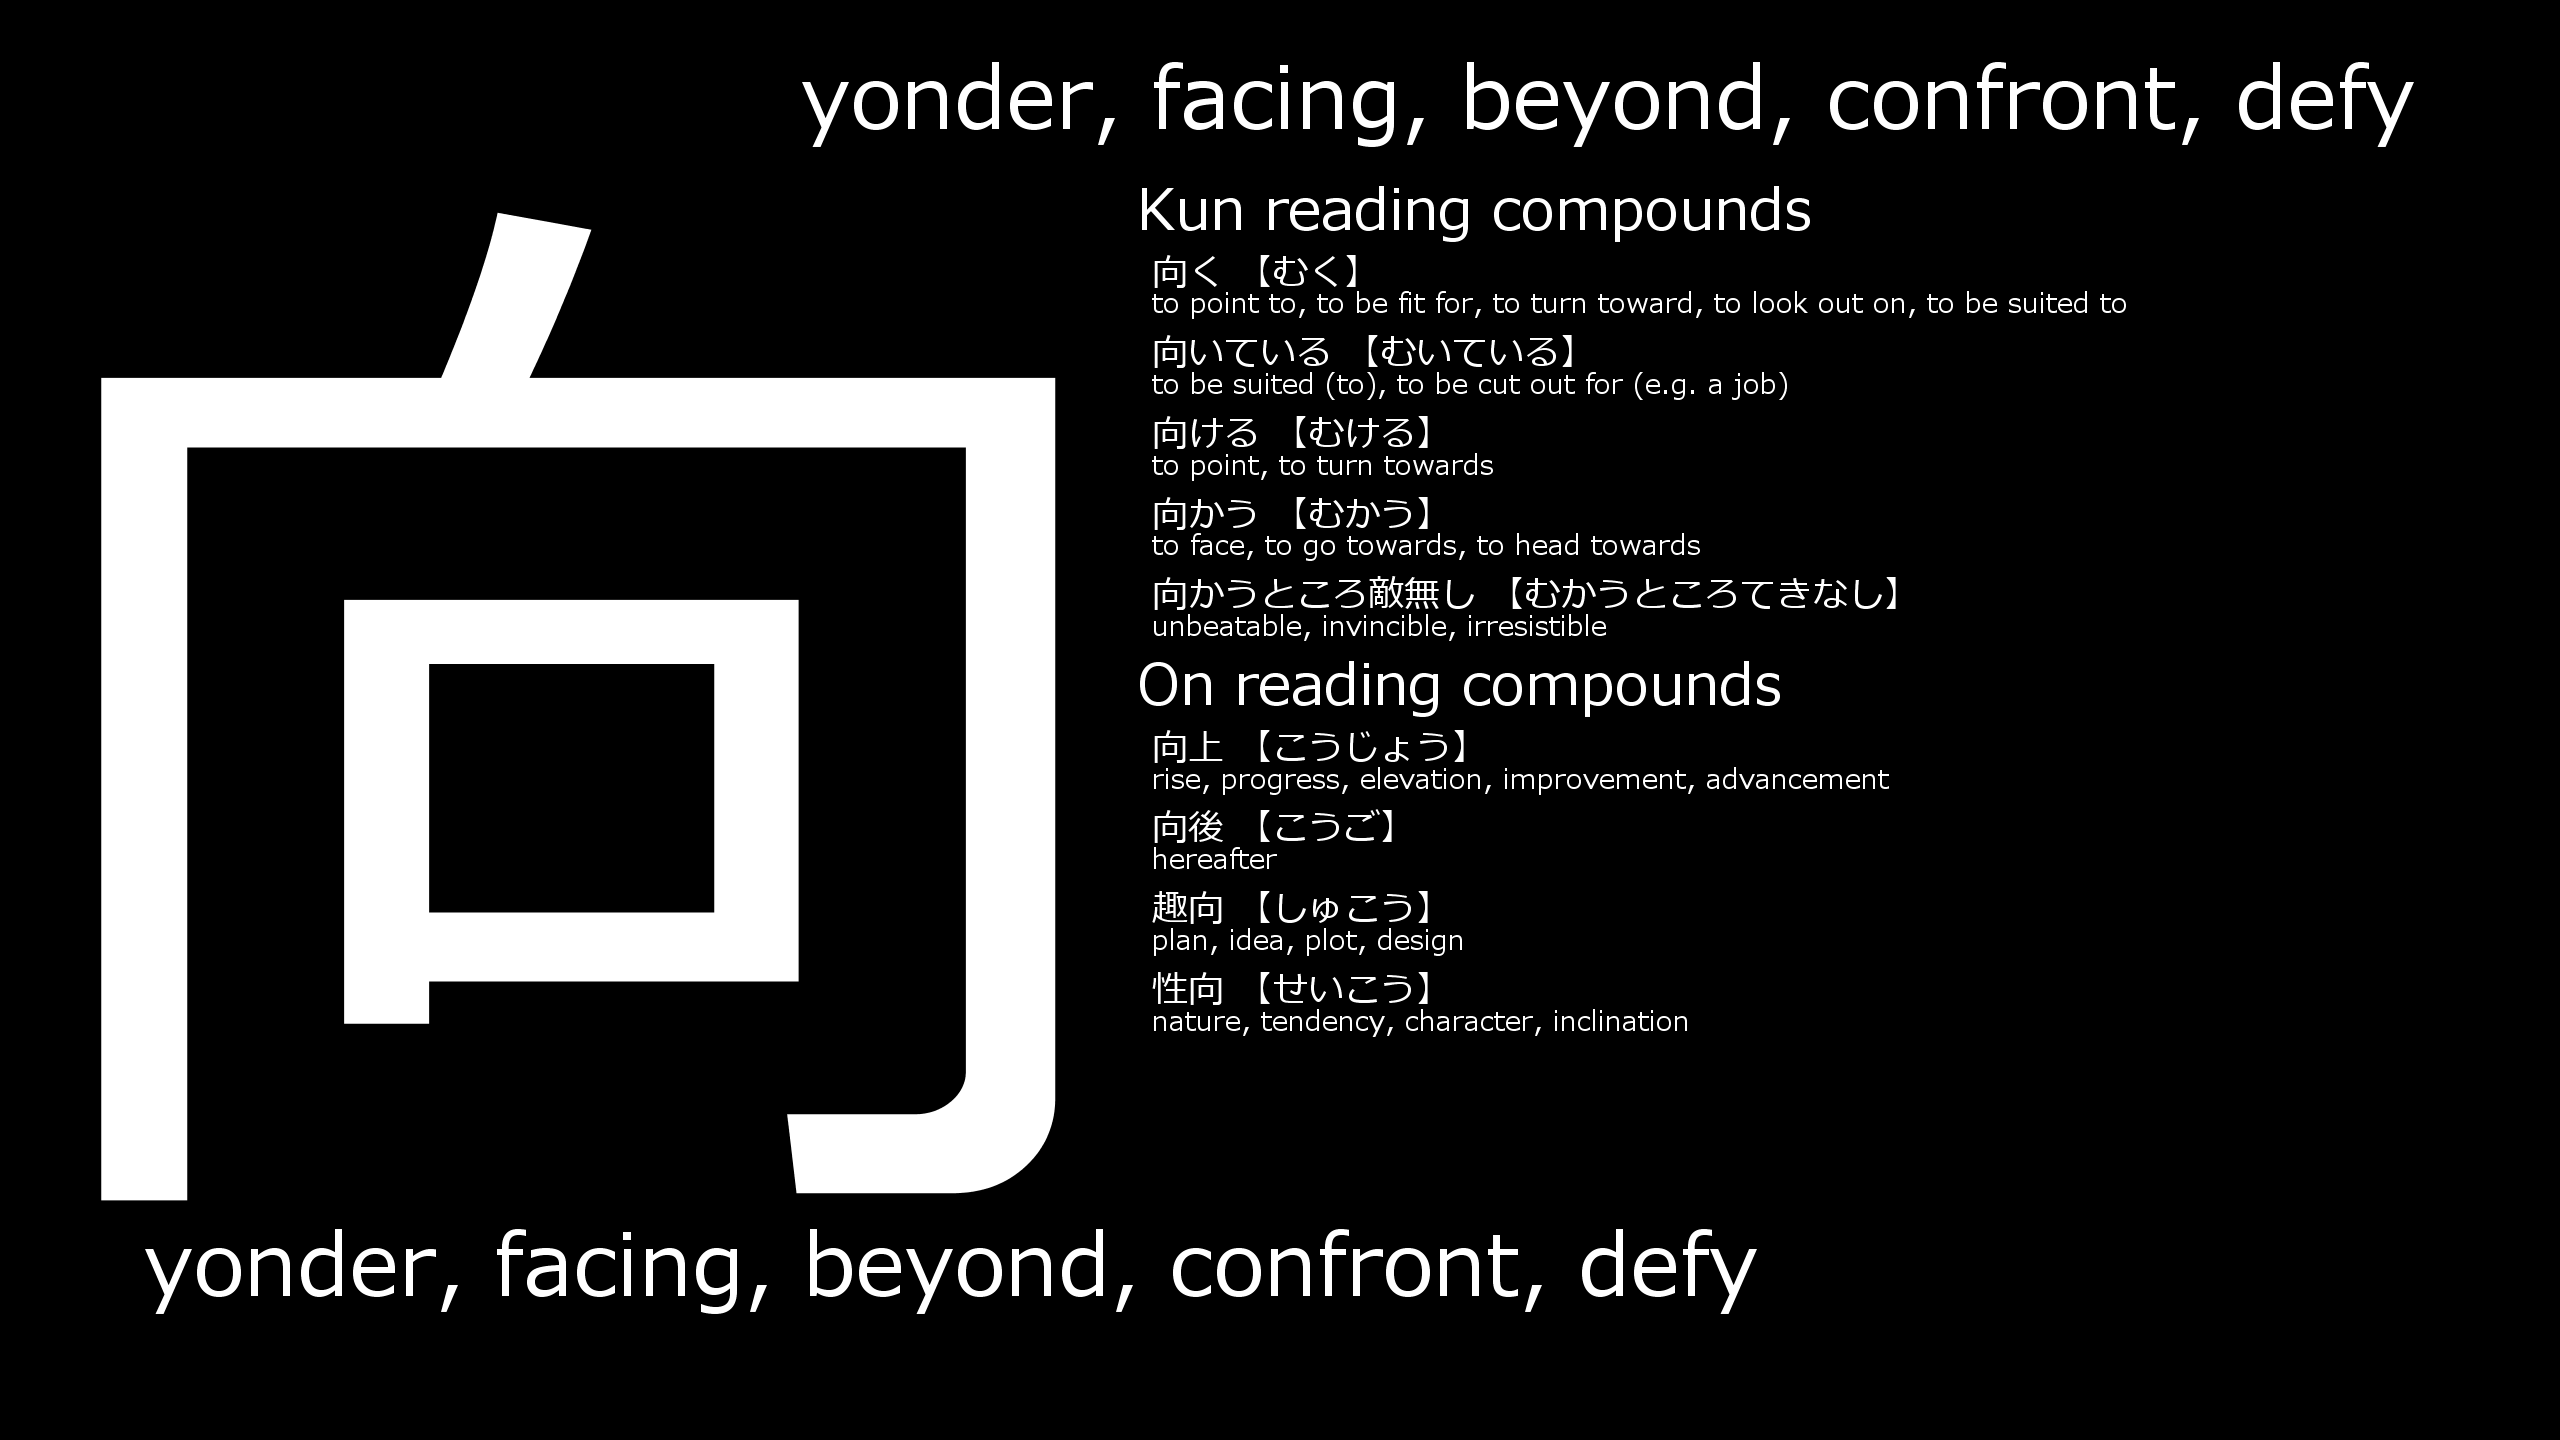 yonder, facing, beyond, confront, defy
向
Kun reading compounds
向く 【むく】
to point to, to be fit for, to turn toward, to look out on, to be suited to
向いている 【むいている】
to be suited (to), to be cut out for (e.g. a job)
向ける 【むける】
to point, to turn towards
向かう 【むかう】
to face, to go towards, to head towards
向かうところ敵無し 【むかうところてきなし】
unbeatable, invincible, irresistible
On reading compounds
向上 【こうじょう】
rise, progress, elevation, improvement, advancement
向後 【こうご】
hereafter
趣向 【しゅこう】
plan, idea, plot, design
性向 【せいこう】
nature, tendency, character, inclination
yonder, facing, beyond, confront, defy